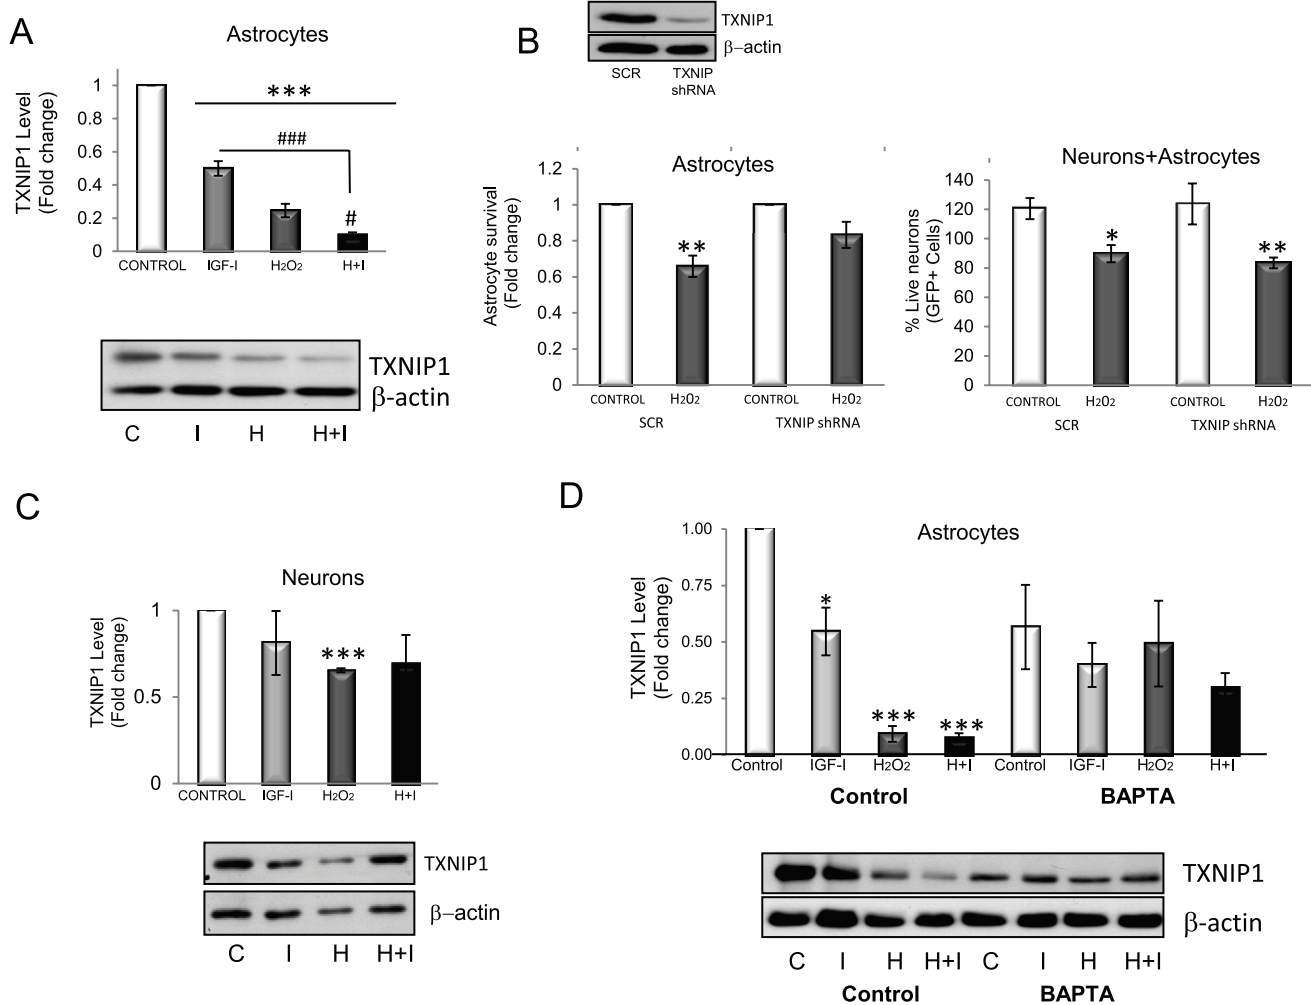 A
Astrocytes
TXNIP1 Level
(Fold change)
1
0.8
0.6
0.4
0.2
0
***
###
#
CONTROL IGF-I H2O2 H+I
TXNIP1
β-actin
C I H H+I
B
TXNIP1
β–actin
SCR TXNIP
shRNA
Astrocytes
Astrocyte survival
(Fold change)
1.2
1
0.8
0.6
0.4
0.2
0
**
CONTROL H2O2 CONTROL H2O2
SCR TXNIP shRNA
Neurons+Astrocytes
% Live neurons
(GFP+ Cells)
140
120
100
80
60
40
20
0
*
**
CONTROL H2O2 CONTROL H2O2
SCR TXNIP shRNA
C
Neurons
TXNIP1 Level
(Fold change)
1
0.5
0
***
CONTROL IGF-I H2O2 H+I
TXNIP1
β–actin
C I H H+I
D
Astrocytes
TXNIP1 Level
(Fold change)
1.00
0.75
0.50
0.25
0.00
*
*** ***
Control IGF-I H2O2 H+I Control IGF-I H2O2 H+I
Control BAPTA
TXNIP1
β-actin
C I H H+I C I H H+I
Control BAPTA